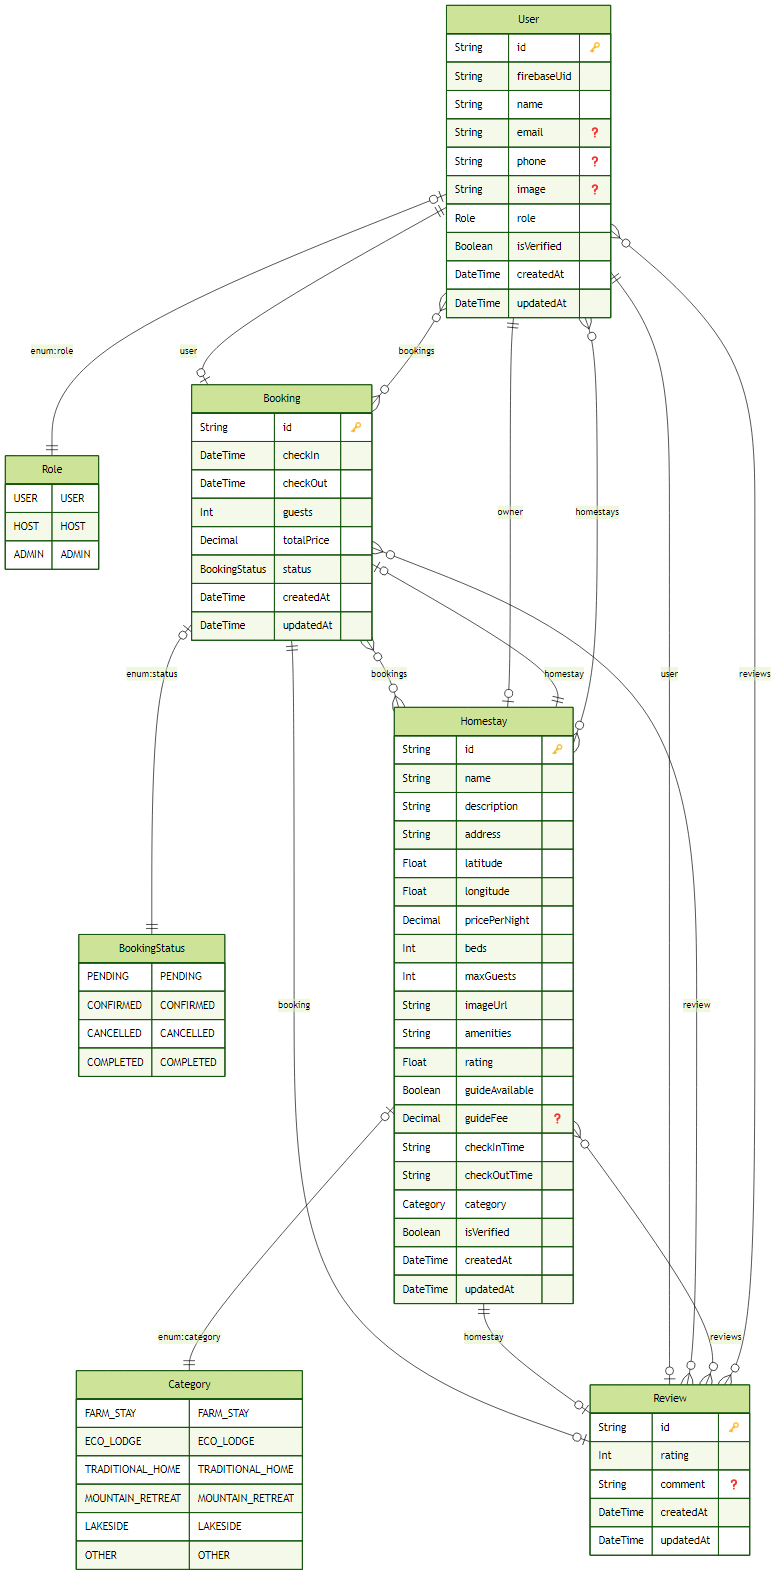 User
String id 🔑
String firebaseUid
String name
String email ❓
String phone ❓
String image ❓
Role role
Boolean isVerified
DateTime createdAt
DateTime updatedAt
enum:role
user
bookings
Booking
String id 🔑
DateTime checkIn
DateTime checkOut
Int guests
Decimal totalPrice
BookingStatus status
DateTime createdAt
DateTime updatedAt
Role
USER USER
HOST HOST
ADMIN ADMIN
owner
homestays
enum:status
bookings
homestay
user
reviews
Homestay
String id 🔑
String name
String description
String address
Float latitude
Float longitude
Decimal pricePerNight
Int beds
Int maxGuests
String imageUrl
String amenities
Float rating
Boolean guideAvailable
Decimal guideFee ❓
String checkInTime
String checkOutTime
Category category
Boolean isVerified
DateTime createdAt
DateTime updatedAt
BookingStatus
PENDING PENDING
CONFIRMED CONFIRMED
CANCELLED CANCELLED
COMPLETED COMPLETED
booking
review
enum:category
homestay
reviews
Category
FARM_STAY FARM_STAY
ECO_LODGE ECO_LODGE
TRADITIONAL_HOME TRADITIONAL_HOME
MOUNTAIN_RETREAT MOUNTAIN_RETREAT
LAKESIDE LAKESIDE
OTHER OTHER
Review
String id 🔑
Int rating
String comment ❓
DateTime createdAt
DateTime updatedAt